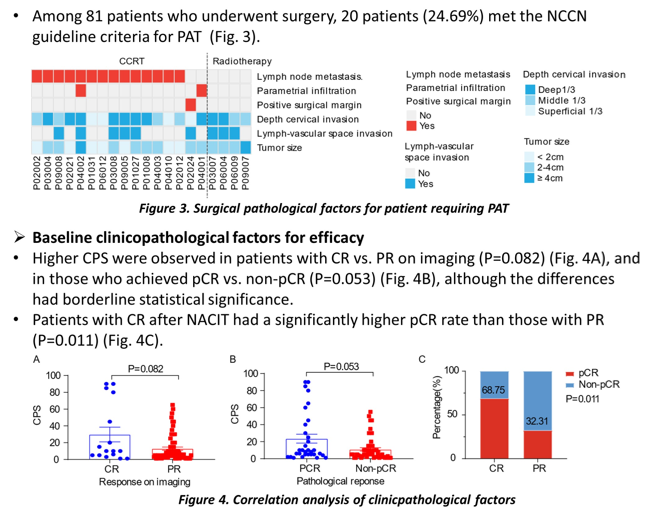 • Among 81 patients who underwent surgery, 20 patients (24.69%) met the NCCN
guideline criteria for PAT (Fig. 3).
CCRT
Radiotherapy
Lymph node metastasis.
Parametrial infiltration
Positive surgical margin
Depth cervical invasion
Lymph-vascular space invasion
Tumor size
P02002
P03004
P09008
P02021
P04002
P01031
P06012
P03008
P09005
P01027
P01008
P04003
P04010
P02012
P02024
P04001
P03007
P06004
P06009
P09007
Lymph node metastasis
Parametrial infiltration
Positive surgical margin
No
Yes
Lymph-vascular
space invasion
No
Yes
Depth cervical invasion
Deep1/3
Middle 1/3
Superficial 1/3
Tumor size
< 2cm
2-4cm
≥ 4cm
Figure 3. Surgical pathological factors for patient requiring PAT
➢ Baseline clinicopathological factors for efficacy
• Higher CPS were observed in patients with CR vs. PR on imaging (P=0.082) (Fig. 4A), and
in those who achieved pCR vs. non-pCR (P=0.053) (Fig. 4B), although the differences
had borderline statistical significance.
• Patients with CR after NACIT had a significantly higher pCR rate than those with PR
(P=0.011) (Fig. 4C).
A
P=0.082
CPS
100
80
60
40
20
0
CR
PR
Response on imaging
B
P=0.053
CPS
100
80
60
40
20
0
PCR
Non-pCR
Pathological reponse
C
Percentage(%)
100
50
0
68.75
32.31
CR
PR
pCR
Non-pCR
P=0.011
Figure 4. Correlation analysis of clinicpathological factors